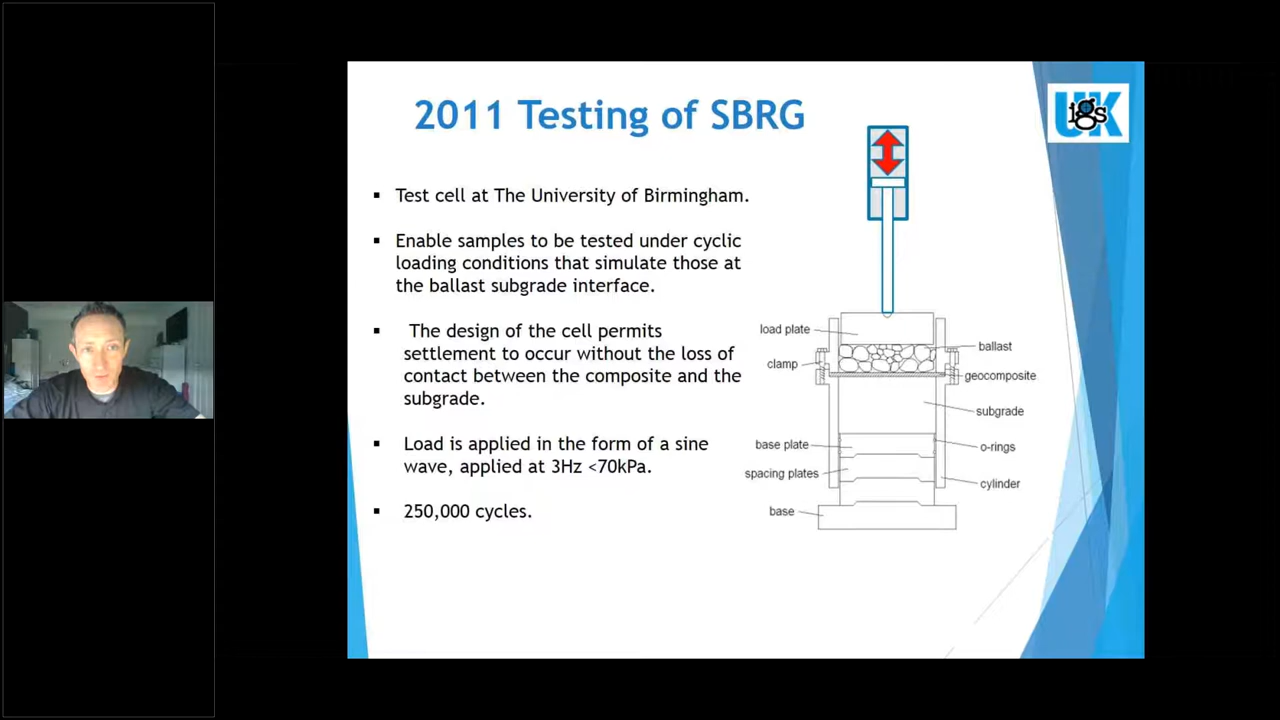 2011 Testing of SBRG
UK
igs
▪ Test cell at The University of Birmingham.
▪ Enable samples to be tested under cyclic
loading conditions that simulate those at
the ballast subgrade interface.
▪ The design of the cell permits
settlement to occur without the loss of
contact between the composite and the
subgrade.
▪ Load is applied in the form of a sine
wave, applied at 3Hz <70kPa.
▪ 250,000 cycles.
load plate
ballast
clamp
geocomposite
subgrade
base plate
o-rings
spacing plates
cylinder
base